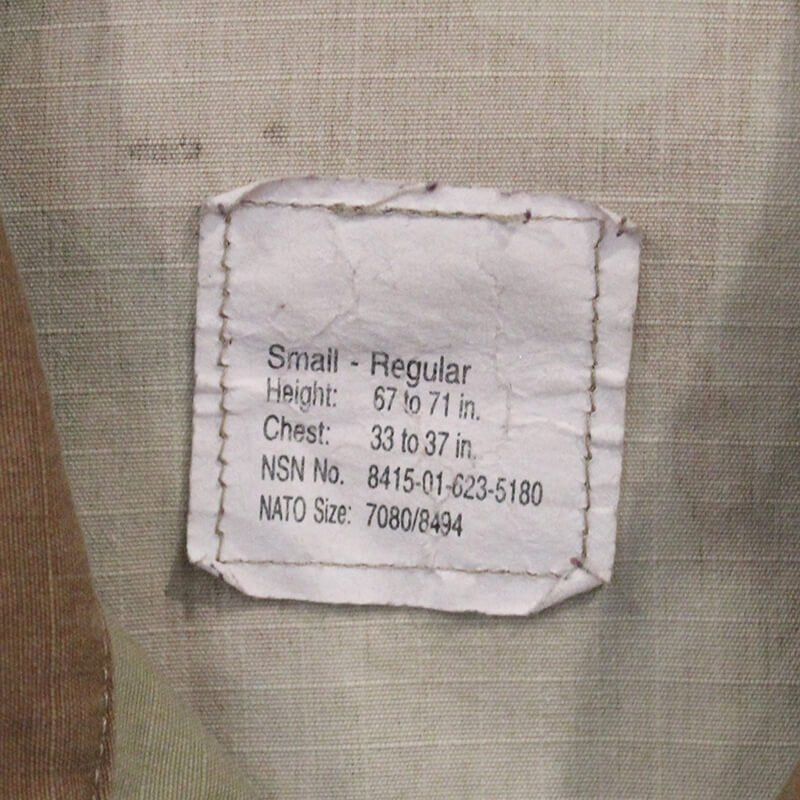 Small - Regular
Height: 67 to 71 in.
Chest: 33 to 37 in.
NSN No. 8415-01-623-5180
NATO Size: 7080/8494